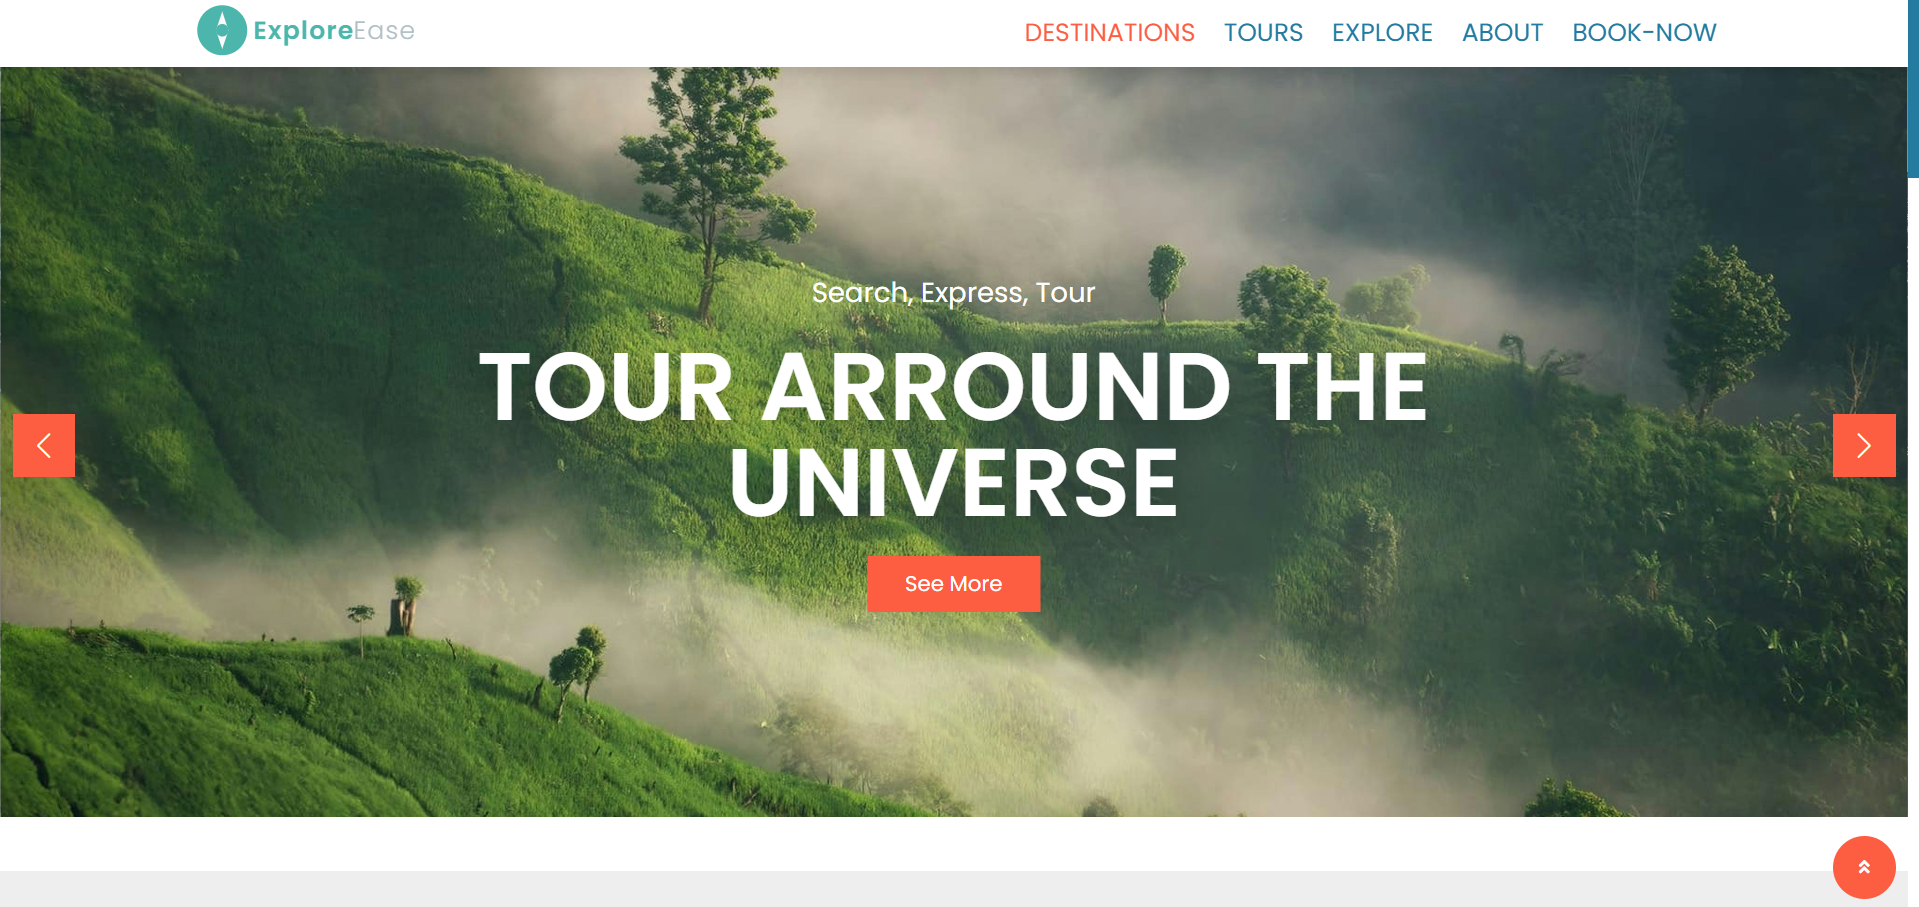 ExploreEase
DESTINATIONS TOURS EXPLORE ABOUT BOOK-NOW
Search, Express, Tour
TOUR ARROUND THE
UNIVERSE
See More